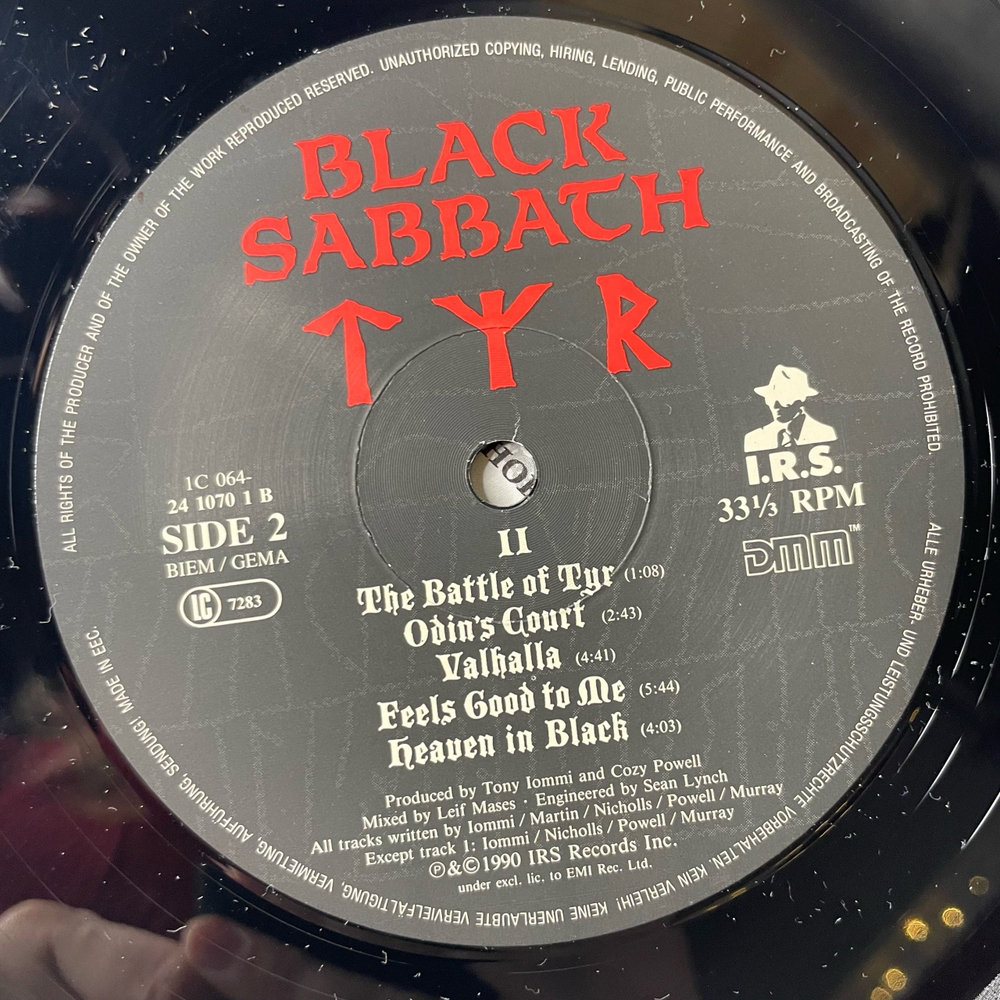 ALL RIGHTS OF THE PRODUCER AND OF THE OWNER OF THE WORK REPRODUCED RESERVED. UNAUTHORIZED COPYING, HIRING, LENDING, PUBLIC PERFORMANCE AND BROADCASTING OF THE RECORD PROHIBITED.
BLACK
SABBATH
ᛏ ᛉ ᚱ
I.R.S.
33⅓ RPM
DMM™
1C 064-
24 1070 1 B
SIDE 2
BIEM / GEMA
LC 7283
HOR
II
The Battle of Tyr (1:08)
Odin's Court (2:43)
Valhalla (4:41)
Feels Good to Me (5:44)
Heaven in Black (4:03)
Produced by Tony Iommi and Cozy Powell
Mixed by Leif Mases · Engineered by Sean Lynch
All tracks written by Iommi / Martin / Nicholls / Powell / Murray
Except track 1: Iommi / Nicholls / Powell / Murray
℗&©1990 IRS Records Inc.
under excl. lic. to EMI Rec. Ltd.
ALLE URHEBER- UND LEISTUNGSSCHUTZRECHTE VORBEHALTEN. KEIN VERLEIH! KEINE UNERLAUBTE VERVIELFÄLTIGUNG, VERMIETUNG, AUFFÜHRUNG, SENDUNG! MADE IN EEC.